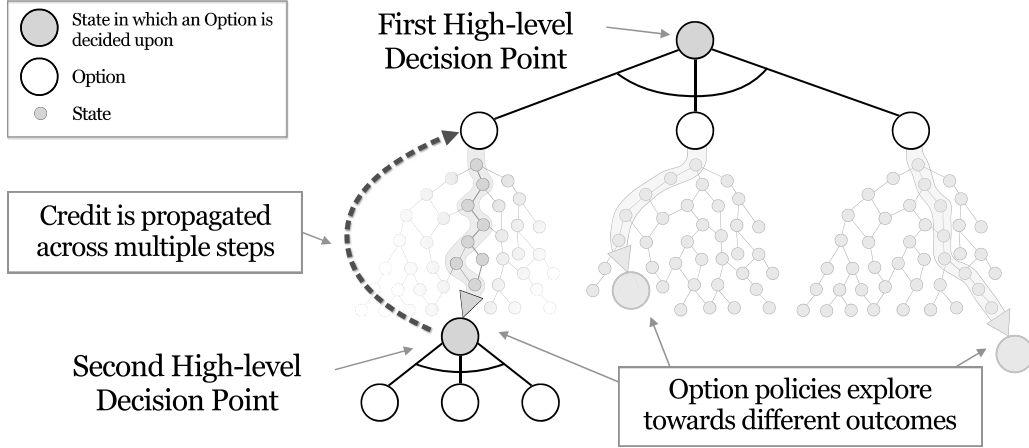 State in which an Option is
decided upon
Option
State
First High-level
Decision Point
Credit is propagated
across multiple steps
Second High-level
Decision Point
Option policies explore
towards different outcomes